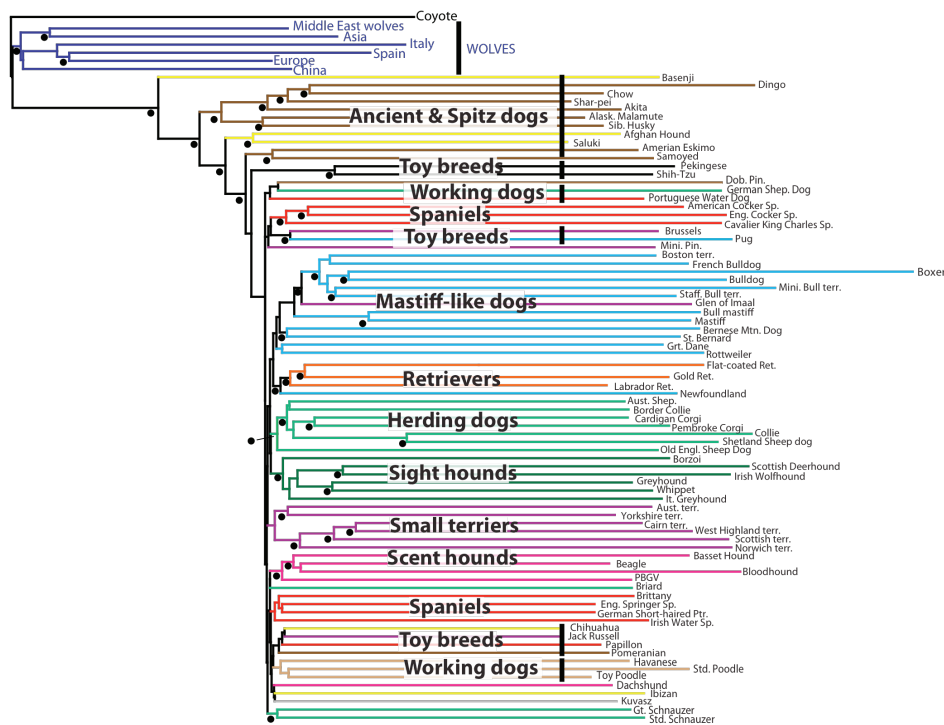 Coyote
Middle East wolves
Asia
Italy
WOLVES
Spain
Europe
China
Basenji
Dingo
Chow
Shar-pei
Akita
Ancient & Spitz dogs
Alask. Malamute
Sib. Husky
Afghan Hound
Saluki
Amerian Eskimo
Samoyed
Toy breeds
Pekingese
Shih-Tzu
Dob. Pin.
Working dogs
German Shep. Dog
Portuguese Water Dog
American Cocker Sp.
Spaniels
Eng. Cocker Sp.
Cavalier King Charles Sp.
Brussels
Toy breeds
Pug
Mini. Pin.
Boston terr.
French Bulldog
Boxer
Bulldog
Mini. Bull terr.
Staff. Bull terr.
Mastiff-like dogs
Glen of Imaal
Bull mastiff
Mastiff
Bernese Mtn. Dog
St. Bernard
Grt. Dane
Rottweiler
Flat-coated Ret.
Retrievers
Gold Ret.
Labrador Ret.
Newfoundland
Aust. Shep.
Border Collie
Herding dogs
Cardigan Corgi
Pembroke Corgi
Collie
Shetland Sheep dog
Old Engl. Sheep Dog
Borzoi
Scottish Deerhound
Sight hounds
Irish Wolfhound
Greyhound
Whippet
It. Greyhound
Aust. terr.
Yorkshire terr.
Small terriers
Cairn terr.
West Highland terr.
Scottish terr.
Norwich terr.
Scent hounds
Basset Hound
Beagle
Bloodhound
PBGV
Briard
Brittany
Spaniels
Eng. Springer Sp.
German Short-haired Ptr.
Irish Water Sp.
Chihuahua
Toy breeds
Jack Russell
Papillon
Pomeranian
Havanese
Working dogs
Std. Poodle
Toy Poodle
Dachshund
Ibizan
Kuvasz
Gt. Schnauzer
Std. Schnauzer